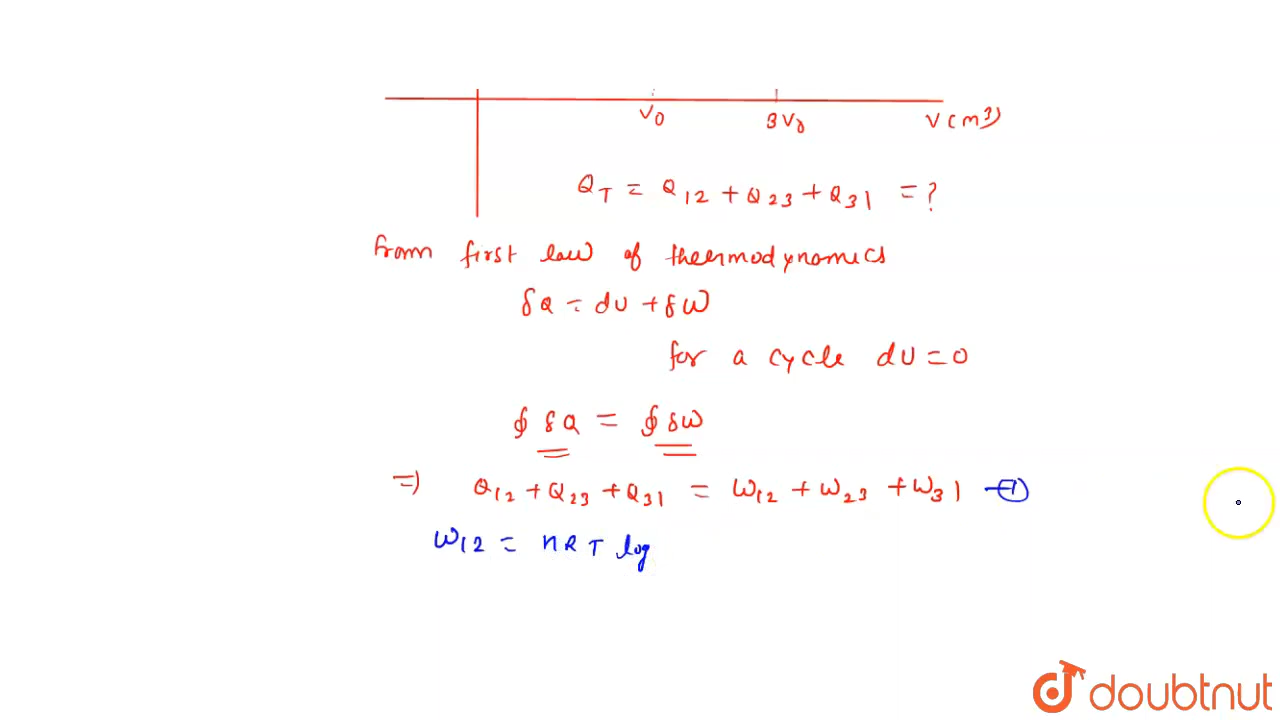 V₀ 3V₀ V(m³)
Q_T = Q₁₂ + Q₂₃ + Q₃₁ = ?
From first law of thermodynamics
δQ = dU + δW
for a cycle dU = 0
∮ δQ = ∮ δW
⇒ Q₁₂ + Q₂₃ + Q₃₁ = W₁₂ + W₂₃ + W₃₁ —①
W₁₂ = nRT log
doubtnut